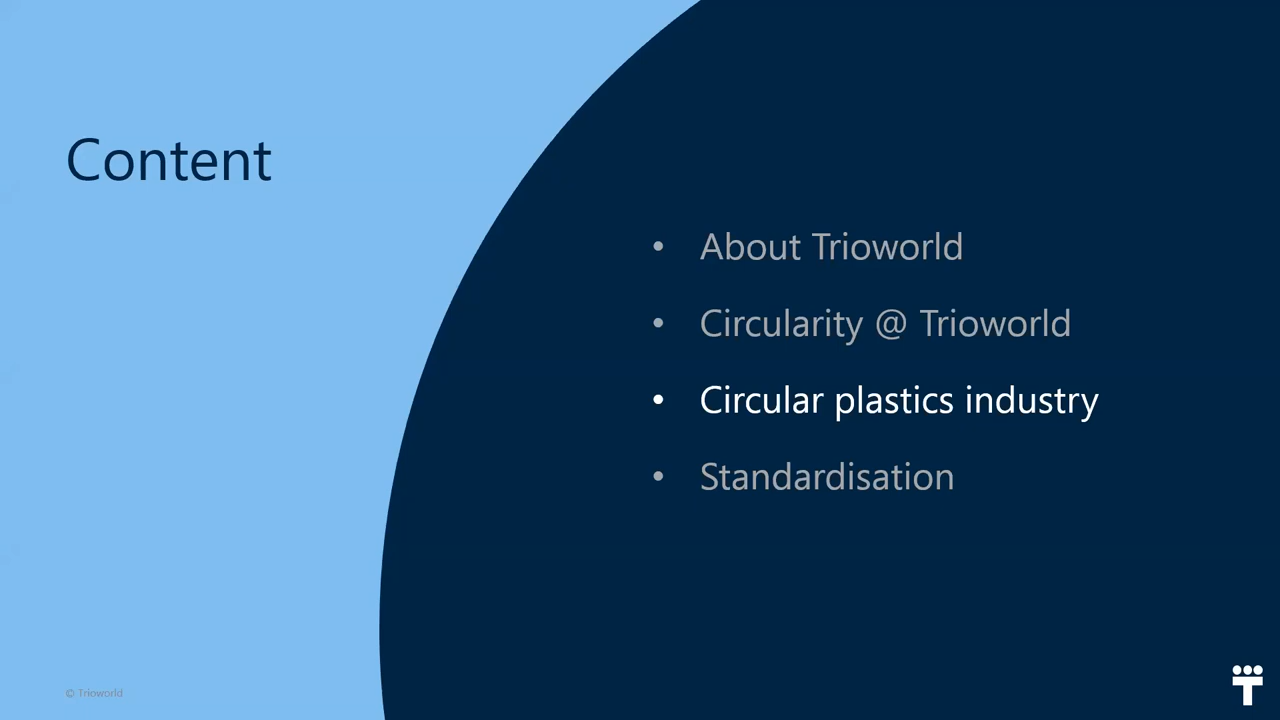 Content
• About Trioworld
• Circularity @ Trioworld
• Circular plastics industry
• Standardisation
© Trioworld